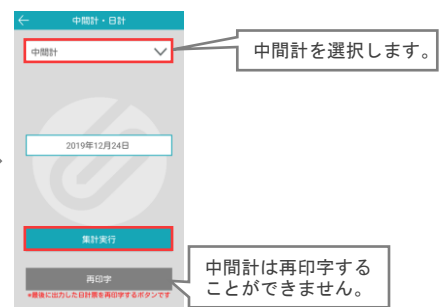 中間計・日計
中間計
中間計を選択します。
2019年12月24日
集計実行
再印字
*最後に出力した日計票を再印字するボタンです
中間計は再印字する
ことができません。